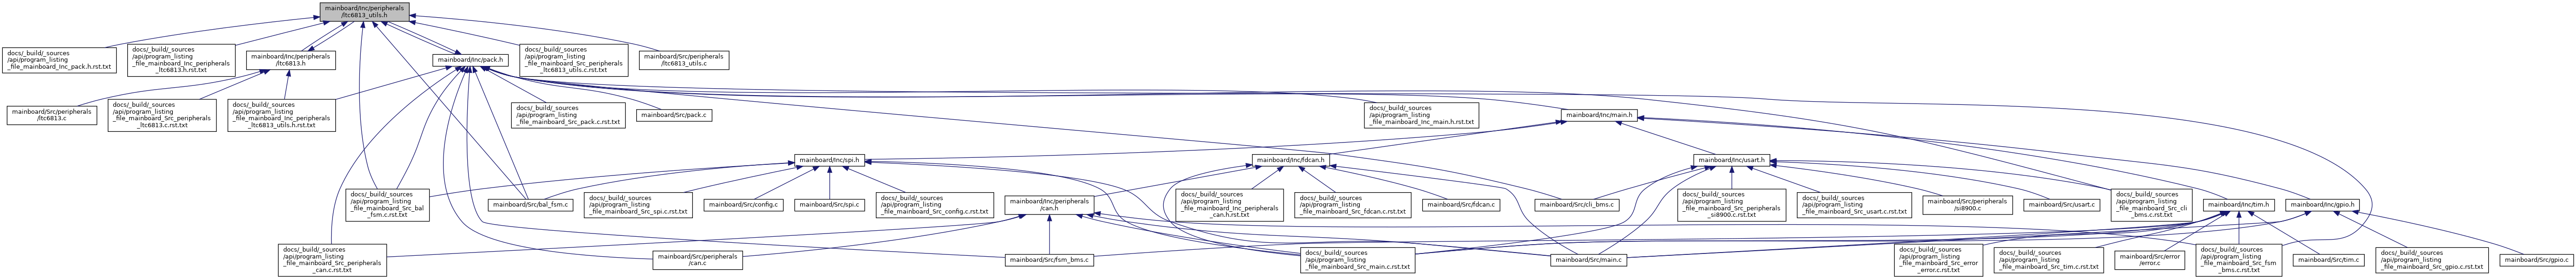 mainboard/Inc/peripherals
/ltc6813_utils.h
docs/_build/_sources
/api/program_listing
_file_mainboard_Inc_pack.h.rst.txt
docs/_build/_sources
/api/program_listing
_file_mainboard_Inc_peripherals
_ltc6813.h.rst.txt
mainboard/Inc/peripherals
/ltc6813.h
mainboard/Inc/pack.h
docs/_build/_sources
/api/program_listing
_file_mainboard_Src_peripherals
_ltc6813_utils.c.rst.txt
mainboard/Src/peripherals
/ltc6813_utils.c
mainboard/Src/peripherals
/ltc6813.c
docs/_build/_sources
/api/program_listing
_file_mainboard_Src_peripherals
_ltc6813.c.rst.txt
docs/_build/_sources
/api/program_listing
_file_mainboard_Inc_peripherals
_ltc6813_utils.h.rst.txt
docs/_build/_sources
/api/program_listing
_file_mainboard_Src_pack.c.rst.txt
mainboard/Src/pack.c
docs/_build/_sources
/api/program_listing
_file_mainboard_Inc_main.h.rst.txt
mainboard/Inc/main.h
mainboard/Inc/spi.h
mainboard/Inc/fdcan.h
mainboard/Inc/usart.h
docs/_build/_sources
/api/program_listing
_file_mainboard_Src_bal
_fsm.c.rst.txt
mainboard/Src/bal_fsm.c
docs/_build/_sources
/api/program_listing
_file_mainboard_Src_spi.c.rst.txt
mainboard/Src/config.c
mainboard/Src/spi.c
docs/_build/_sources
/api/program_listing
_file_mainboard_Src_config.c.rst.txt
mainboard/Inc/peripherals
/can.h
docs/_build/_sources
/api/program_listing
_file_mainboard_Inc_peripherals
_can.h.rst.txt
docs/_build/_sources
/api/program_listing
_file_mainboard_Src_fdcan.c.rst.txt
mainboard/Src/fdcan.c
mainboard/Src/cli_bms.c
docs/_build/_sources
/api/program_listing
_file_mainboard_Src_peripherals
_si8900.c.rst.txt
docs/_build/_sources
/api/program_listing
_file_mainboard_Src_usart.c.rst.txt
mainboard/Src/peripherals
/si8900.c
mainboard/Src/usart.c
docs/_build/_sources
/api/program_listing
_file_mainboard_Src_cli
_bms.c.rst.txt
mainboard/Inc/tim.h
mainboard/Inc/gpio.h
docs/_build/_sources
/api/program_listing
_file_mainboard_Src_peripherals
_can.c.rst.txt
mainboard/Src/peripherals
/can.c
mainboard/Src/fsm_bms.c
docs/_build/_sources
/api/program_listing
_file_mainboard_Src_main.c.rst.txt
mainboard/Src/main.c
docs/_build/_sources
/api/program_listing
_file_mainboard_Src_error
_error.c.rst.txt
docs/_build/_sources
/api/program_listing
_file_mainboard_Src_tim.c.rst.txt
mainboard/Src/error
/error.c
docs/_build/_sources
/api/program_listing
_file_mainboard_Src_fsm
_bms.c.rst.txt
mainboard/Src/tim.c
docs/_build/_sources
/api/program_listing
_file_mainboard_Src_gpio.c.rst.txt
mainboard/Src/gpio.c